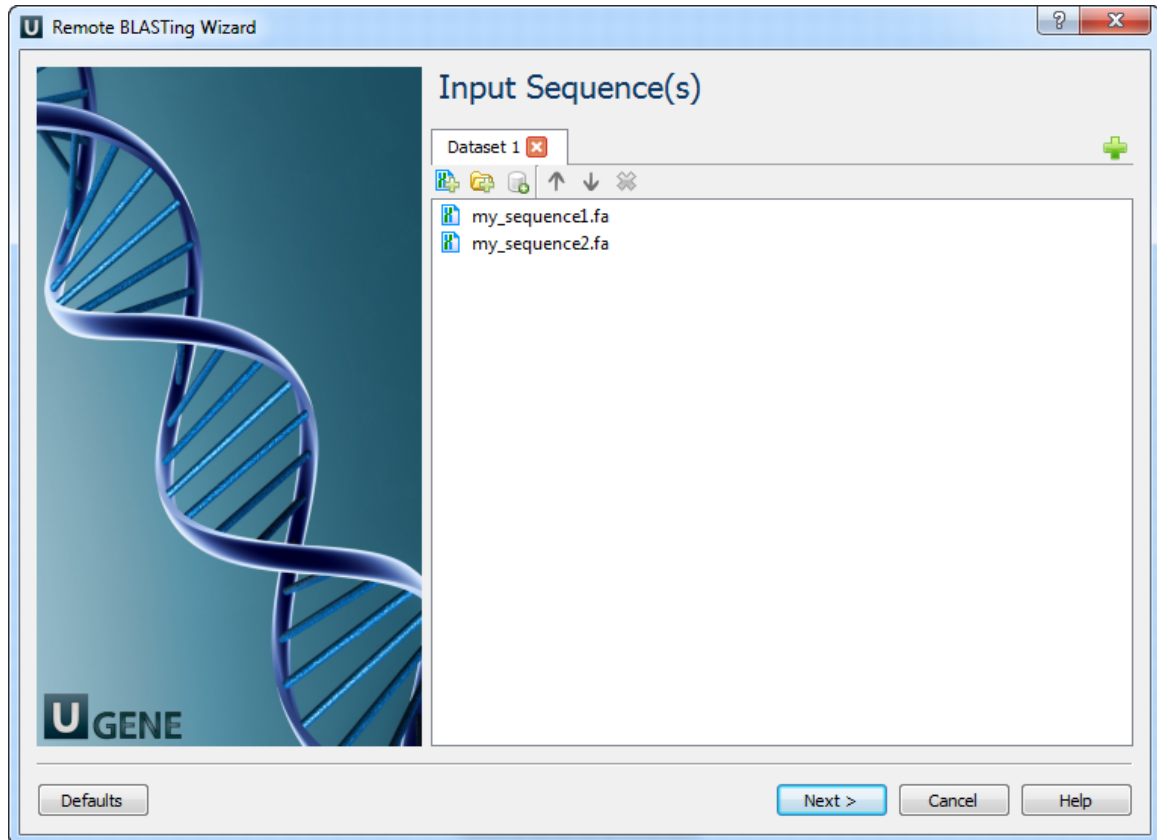 U Remote BLASTing Wizard
?
Input Sequence(s)
Dataset 1
my_sequence1.fa
my_sequence2.fa
U GENE
Defaults
Next >
Cancel
Help